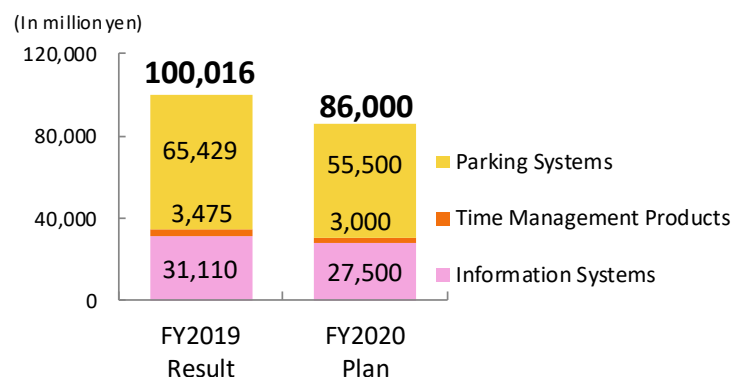 (In million yen)
120,000
80,000
40,000
0
100,016
65,429
3,475
31,110
86,000
55,500
3,000
27,500
FY2019
Result
FY2020
Plan
Parking Systems
Time Management Products
Information Systems